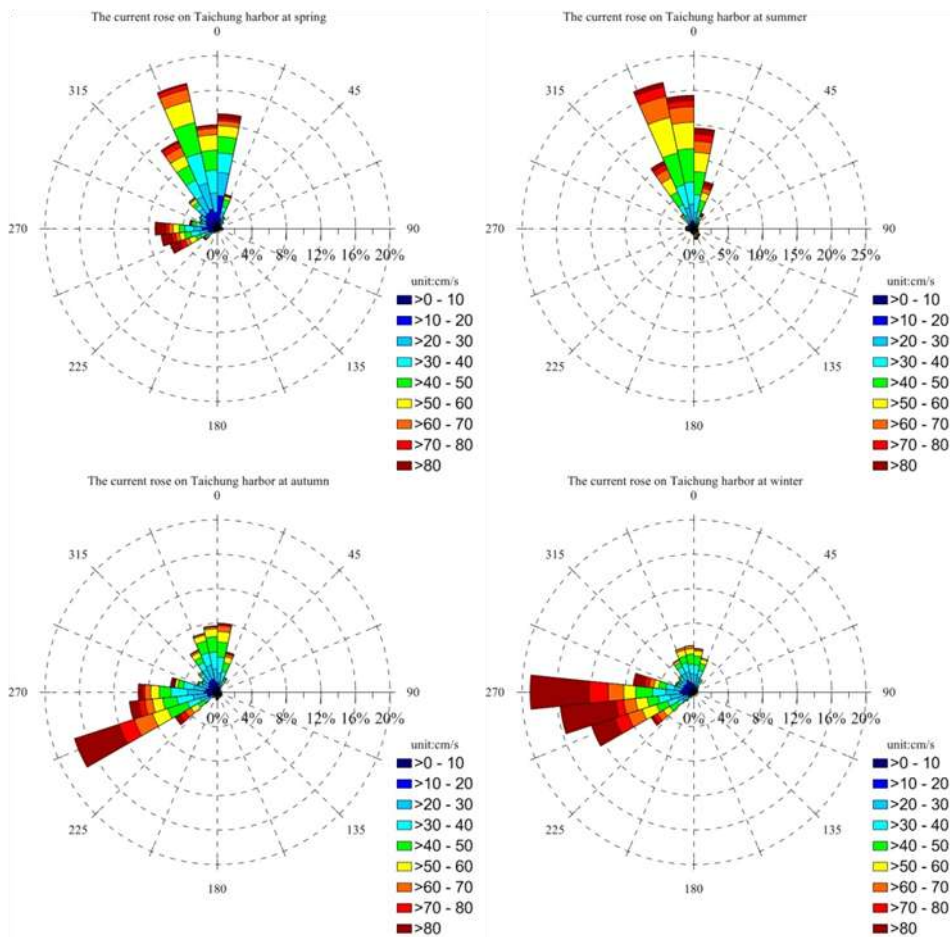 The current rose on Taichung harbor at spring
0
315
45
270
90
0% 4% 8% 12% 16% 20%
unit:cm/s
>0 - 10
>10 - 20
>20 - 30
>30 - 40
>40 - 50
>50 - 60
>60 - 70
>70 - 80
>80
225
135
180
The current rose on Taichung harbor at summer
0
315
45
270
90
0% 5% 10% 15% 20% 25%
unit:cm/s
>0 - 10
>10 - 20
>20 - 30
>30 - 40
>40 - 50
>50 - 60
>60 - 70
>70 - 80
>80
225
135
180
The current rose on Taichung harbor at autumn
0
315
45
270
90
0% 4% 8% 12% 16% 20%
unit:cm/s
>0 - 10
>10 - 20
>20 - 30
>30 - 40
>40 - 50
>50 - 60
>60 - 70
>70 - 80
>80
225
135
180
The current rose on Taichung harbor at winter
0
315
45
270
90
0% 4% 8% 12% 16% 20%
unit:cm/s
>0 - 10
>10 - 20
>20 - 30
>30 - 40
>40 - 50
>50 - 60
>60 - 70
>70 - 80
>80
225
135
180